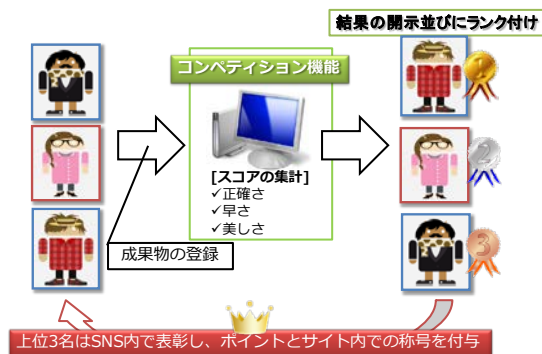 結果の開示並びにランク付け
コンペティション機能
1
2
3
[スコアの集計]
✓正確さ
✓早さ
✓美しさ
成果物の登録
上位3名はSNS内で表彰し、ポイントとサイト内での称号を付与